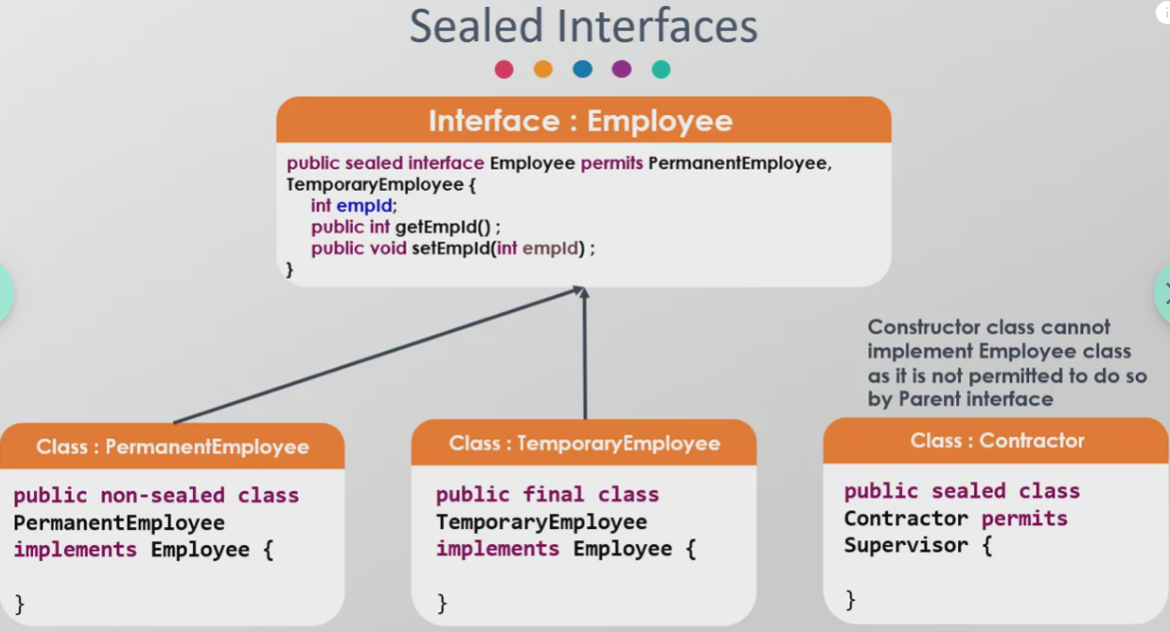 Sealed Interfaces
Interface : Employee
public sealed interface Employee permits PermanentEmployee,
TemporaryEmployee {
int empId;
public int getEmpId() ;
public void setEmpId(int empId) ;
}
Constructor class cannot
implement Employee class
as it is not permitted to do so
by Parent interface
Class : PermanentEmployee
public non-sealed class
PermanentEmployee
implements Employee {
}
Class : TemporaryEmployee
public final class
TemporaryEmployee
implements Employee {
}
Class : Contractor
public sealed class
Contractor permits
Supervisor {
}